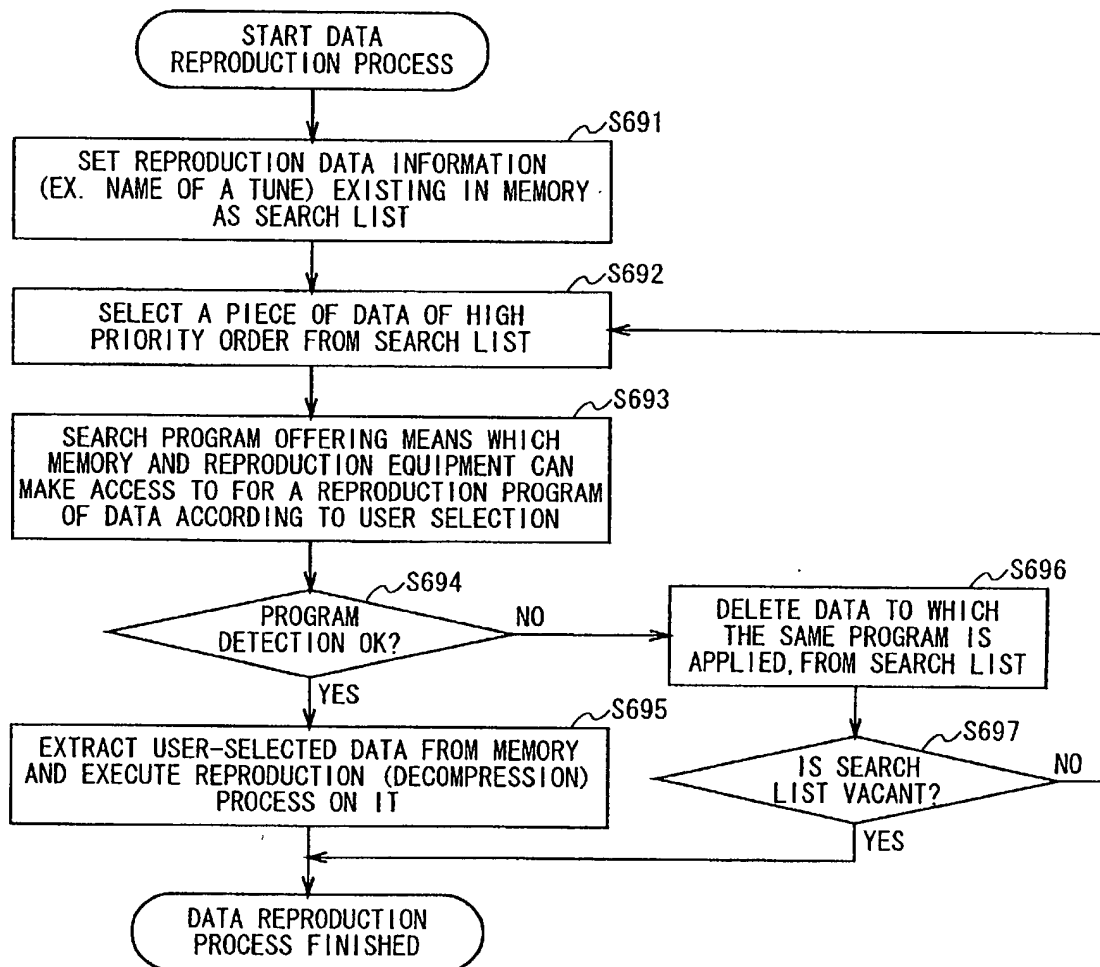 START DATA
REPRODUCTION PROCESS
S691
SET REPRODUCTION DATA INFORMATION
(EX. NAME OF A TUNE) EXISTING IN MEMORY
AS SEARCH LIST
S692
SELECT A PIECE OF DATA OF HIGH
PRIORITY ORDER FROM SEARCH LIST
S693
SEARCH PROGRAM OFFERING MEANS WHICH
MEMORY AND REPRODUCTION EQUIPMENT CAN
MAKE ACCESS TO FOR A REPRODUCTION PROGRAM
OF DATA ACCORDING TO USER SELECTION
S694
PROGRAM
DETECTION OK?
NO
YES
S696
DELETE DATA TO WHICH
THE SAME PROGRAM IS
APPLIED, FROM SEARCH LIST
S695
EXTRACT USER-SELECTED DATA FROM MEMORY
AND EXECUTE REPRODUCTION (DECOMPRESSION)
PROCESS ON IT
S697
IS SEARCH
LIST VACANT?
NO
YES
DATA REPRODUCTION
PROCESS FINISHED